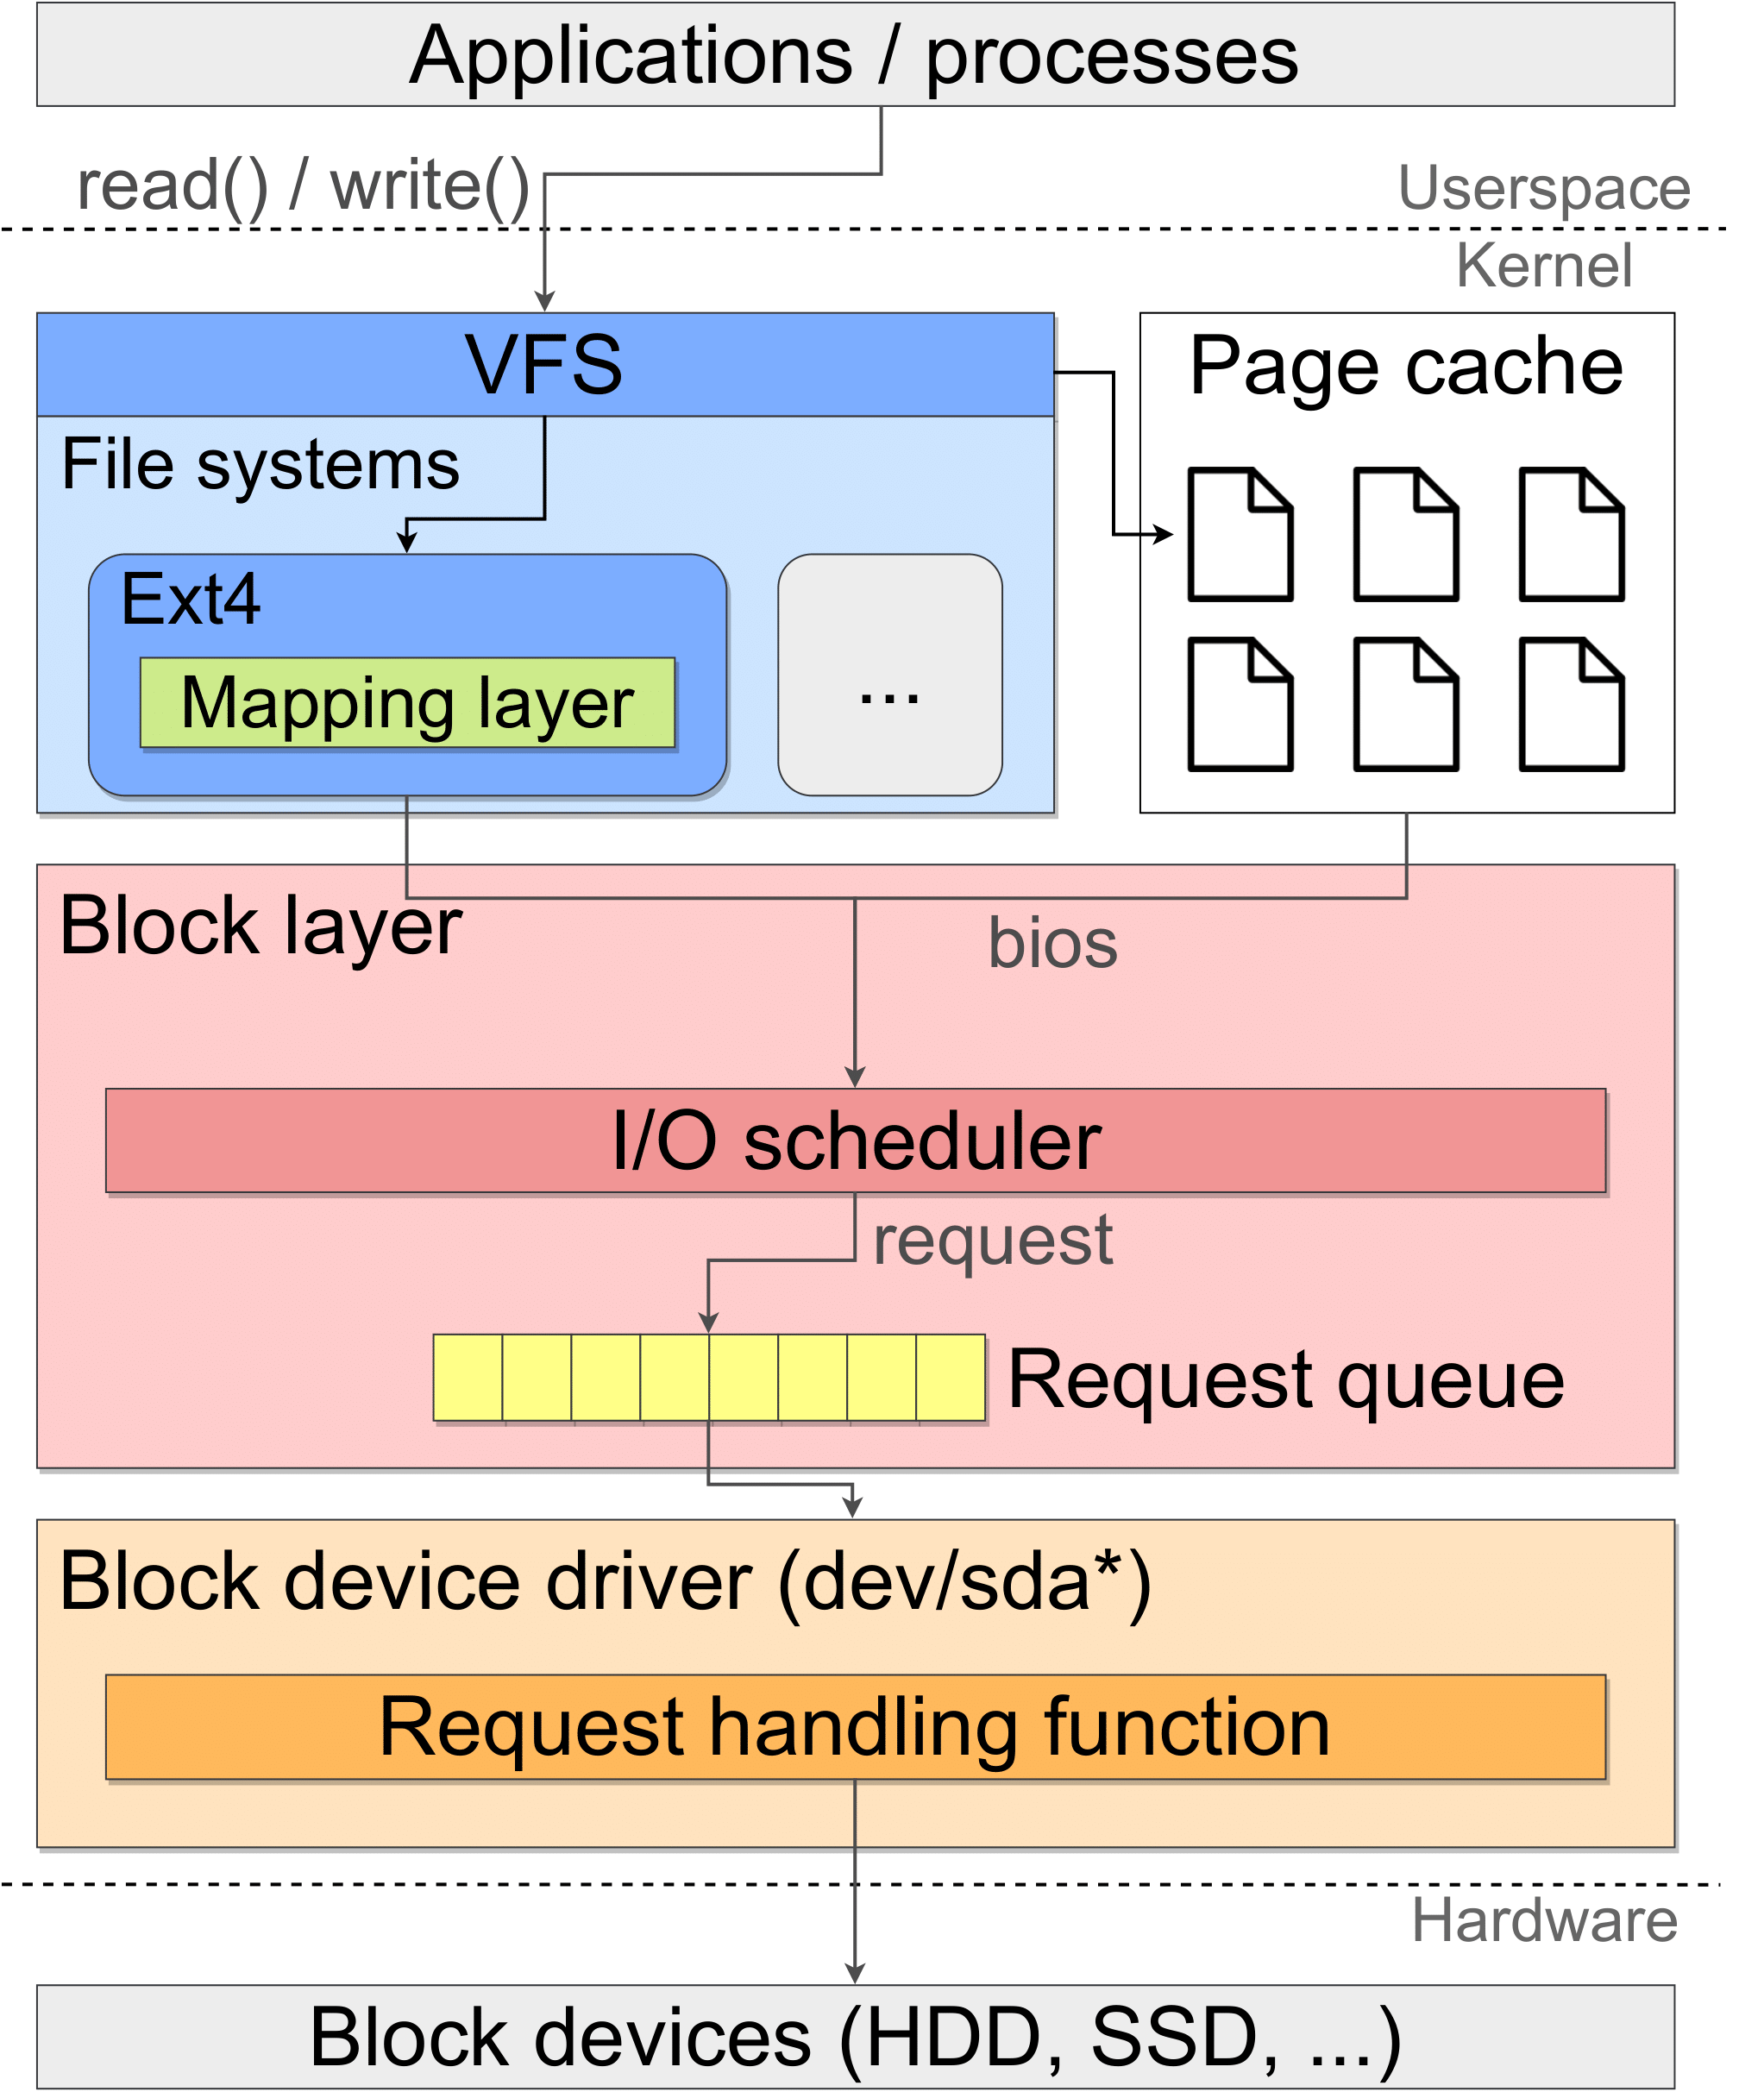 Applications / processes
read() / write()
Userspace
Kernel
VFS
Page cache
File systems
Ext4
Mapping layer
...
Block layer
bios
I/O scheduler
request
Request queue
Block device driver (dev/sda*)
Request handling function
Hardware
Block devices (HDD, SSD, ...)